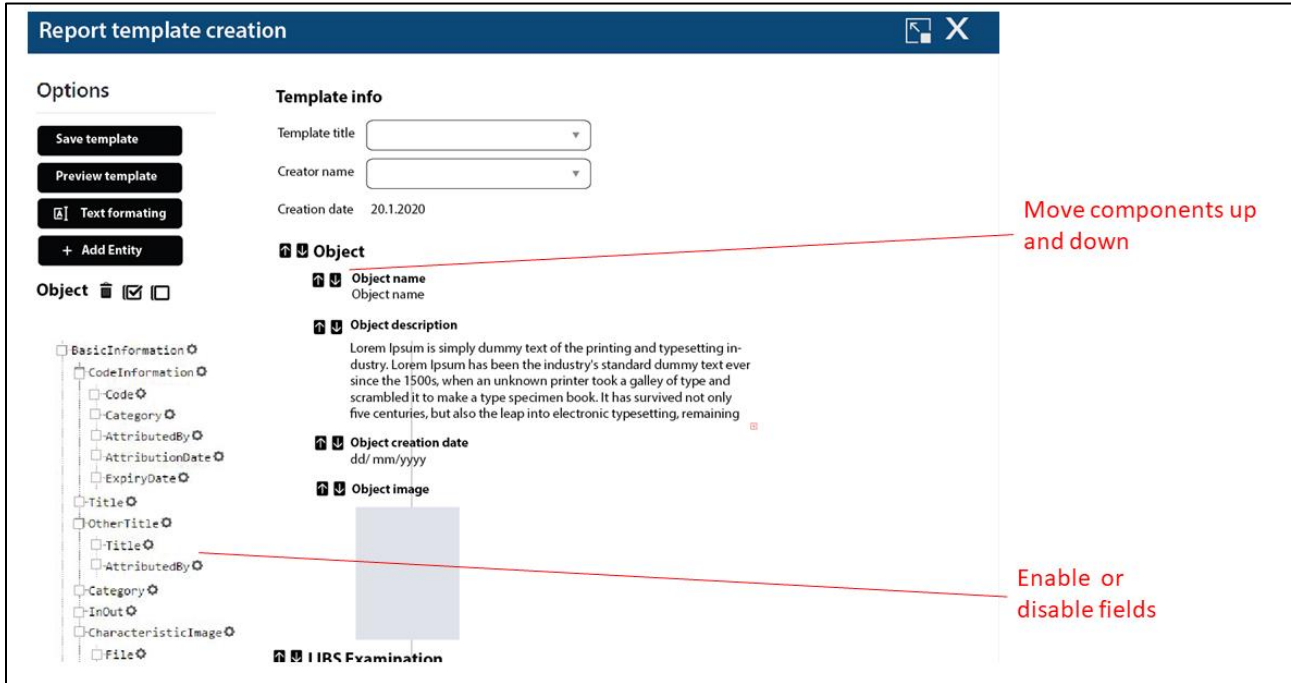 Report template creation
X
Options
Save template
Preview template
Text formating
+ Add Entity
Object
BasicInformation
CodeInformation
Code
Category
AttributedBy
AttributionDate
ExpiryDate
Title
OtherTitle
Title
AttributedBy
Category
InOut
CharacteristicImage
File
Template info
Template title
Creator name
Creation date 20.1.2020
Object
Object name
Object name
Object description
Lorem Ipsum is simply dummy text of the printing and typesetting in-
dustry. Lorem Ipsum has been the industry's standard dummy text ever
since the 1500s, when an unknown printer took a galley of type and
scrambled it to make a type specimen book. It has survived not only
five centuries, but also the leap into electronic typesetting, remaining
Object creation date
dd/ mm/yyyy
Object image
LIBS Examination
Move components up
and down
Enable or
disable fields